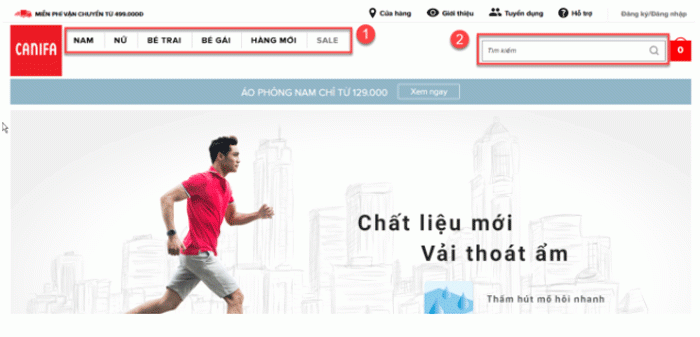 MIỄN PHÍ VẬN CHUYỂN TỪ 499.000Đ
Cửa hàng Giới thiệu Tuyển dụng Hỗ trợ Đăng ký/Đăng nhập
CANIFA NAM NỮ BÉ TRAI BÉ GÁI HÀNG MỚI SALE 1 2 Tìm kiếm 0
ÁO PHÔNG NAM CHỈ TỪ 129.000 Xem ngay
Chất liệu mới
Vải thoát ẩm
Thấm hút mồ hôi nhanh